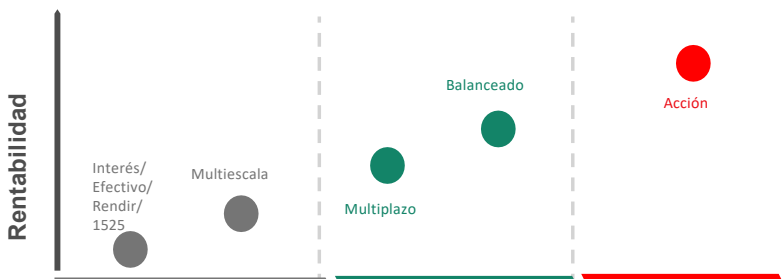 Rentabilidad
Interés/
Efectivo/
Rendir/
1525
Multiescala
Multiplazo
Balanceado
Acción